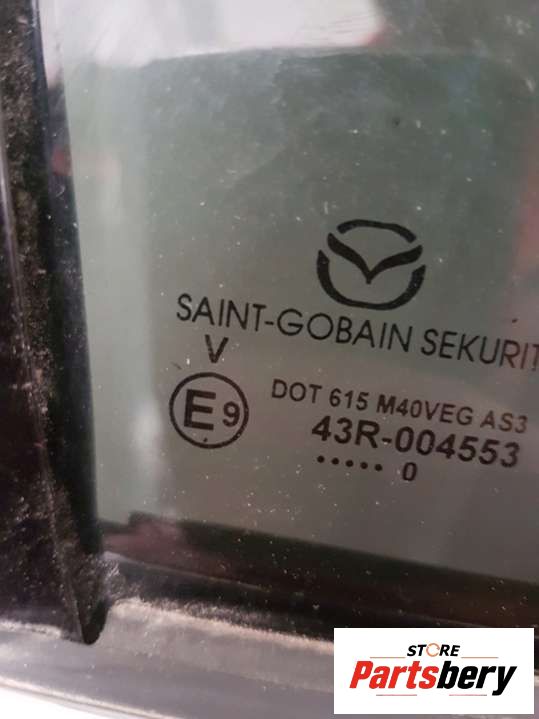 SAINT-GOBAIN SEKURIT
V
E9
DOT 615 M40VEG AS3
43R-004553
..... 0
STORE
Partsbery